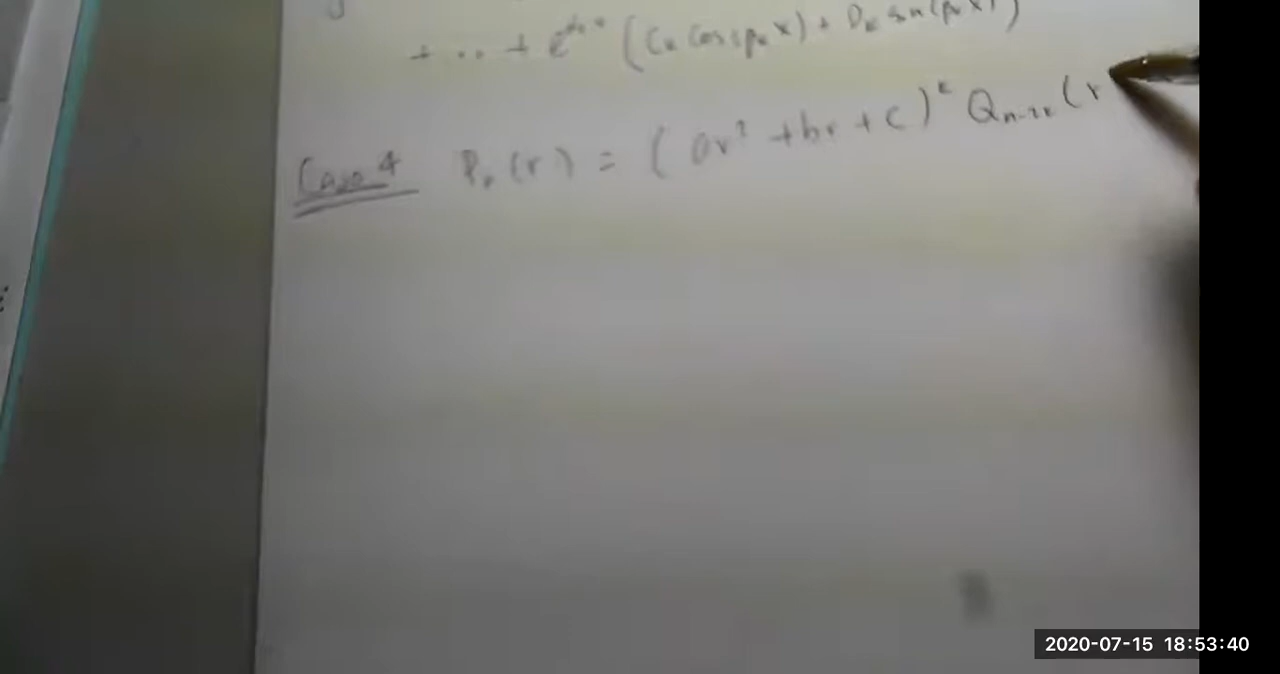 + .. + e (C_k Cos(β_k x) + D_k sin(β_k x))
Case 4 P_n(r) = (ar² + br + c)^k Q_{n-2k}(r
2020-07-15 18:53:40